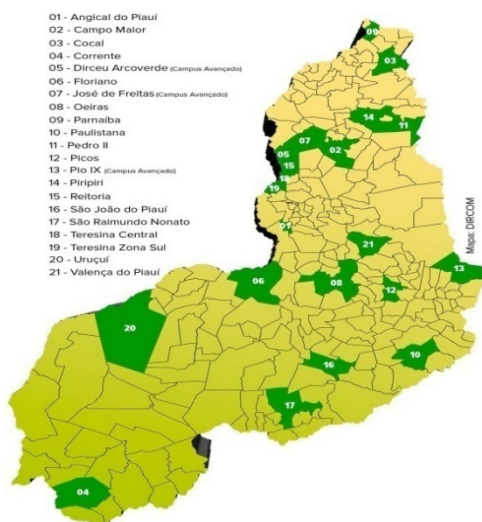 01 - Angical do Piauí
02 - Campo Maior
03 - Cocal
04 - Corrente
05 - Dirceu Arcoverde (Campus Avançado)
06 - Floriano
07 - José de Freitas (Campus Avançado)
08 - Oeiras
09 - Parnaíba
10 - Paulistana
11 - Pedro II
12 - Picos
13 - Pio IX (Campus Avançado)
14 - Piripiri
15 - Reitoria
16 - São João do Piauí
17 - São Raimundo Nonato
18 - Teresina Central
19 - Teresina Zona Sul
20 - Uruçuí
21 - Valença do Piauí
09
03
14
11
07
02
05
15
18
19
01
21
Mapa: DIRCOM
13
06
08
12
20
16
10
17
04